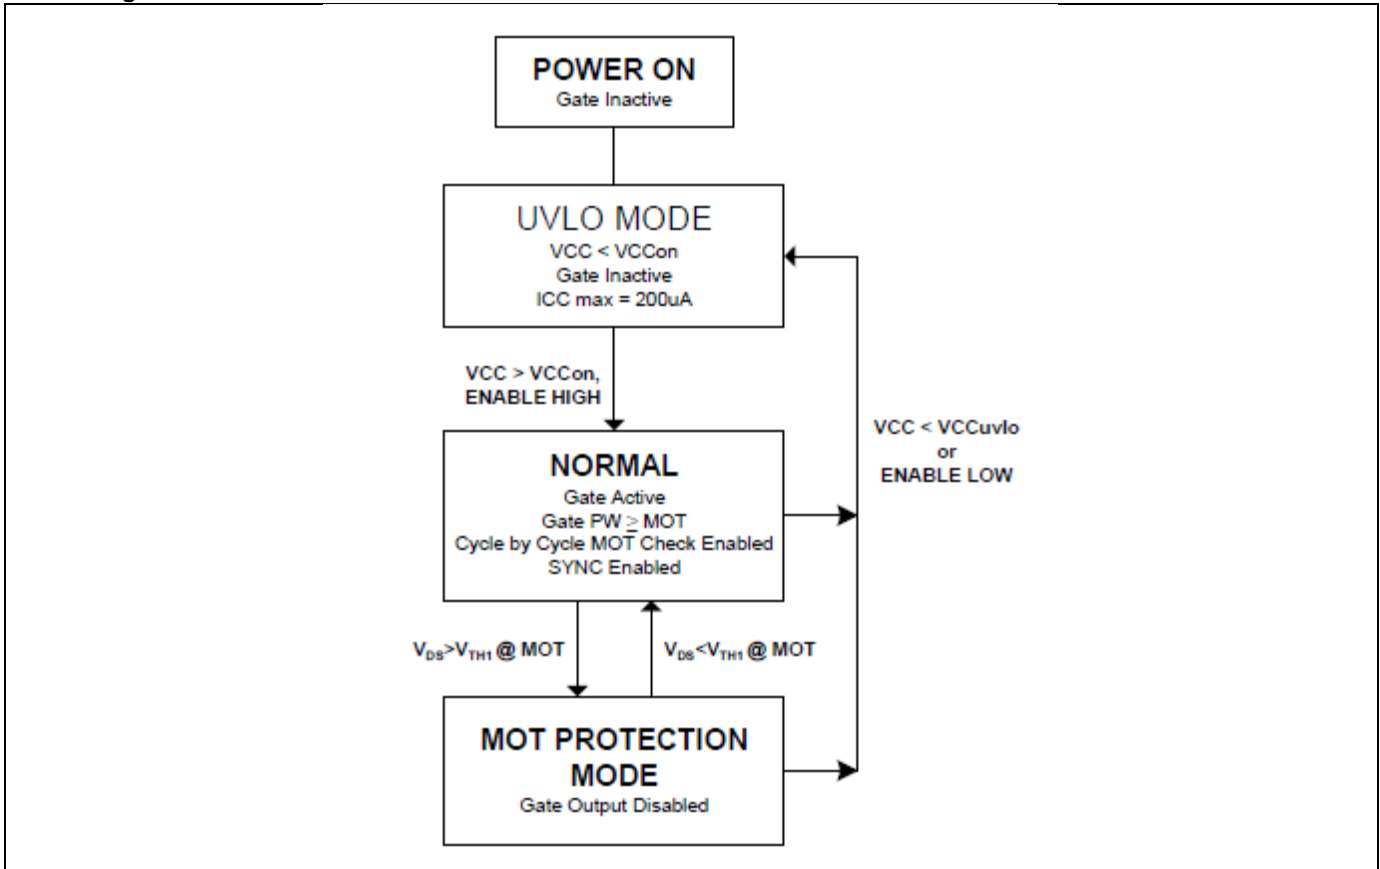 POWER ON
Gate Inactive
UVLO MODE
VCC < VCCon
Gate Inactive
ICC max = 200uA
VCC > VCCon,
ENABLE HIGH
VCC < VCCuvlo
or
ENABLE LOW
NORMAL
Gate Active
Gate PW ≥ MOT
Cycle by Cycle MOT Check Enabled
SYNC Enabled
VDS>VTH1 @ MOT
VDS<VTH1 @ MOT
MOT PROTECTION
MODE
Gate Output Disabled